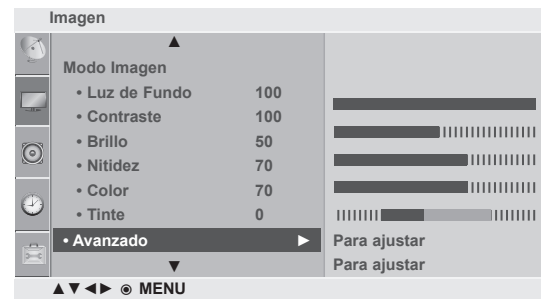 Imagen
▲
Modo Imagen
• Luz de Fundo 100
• Contraste 100
• Brillo 50
• Nitidez 70
• Color 70
• Tinte 0
• Avanzado ► Para ajustar
▼ Para ajustar
▲▼◄► ◉ MENU